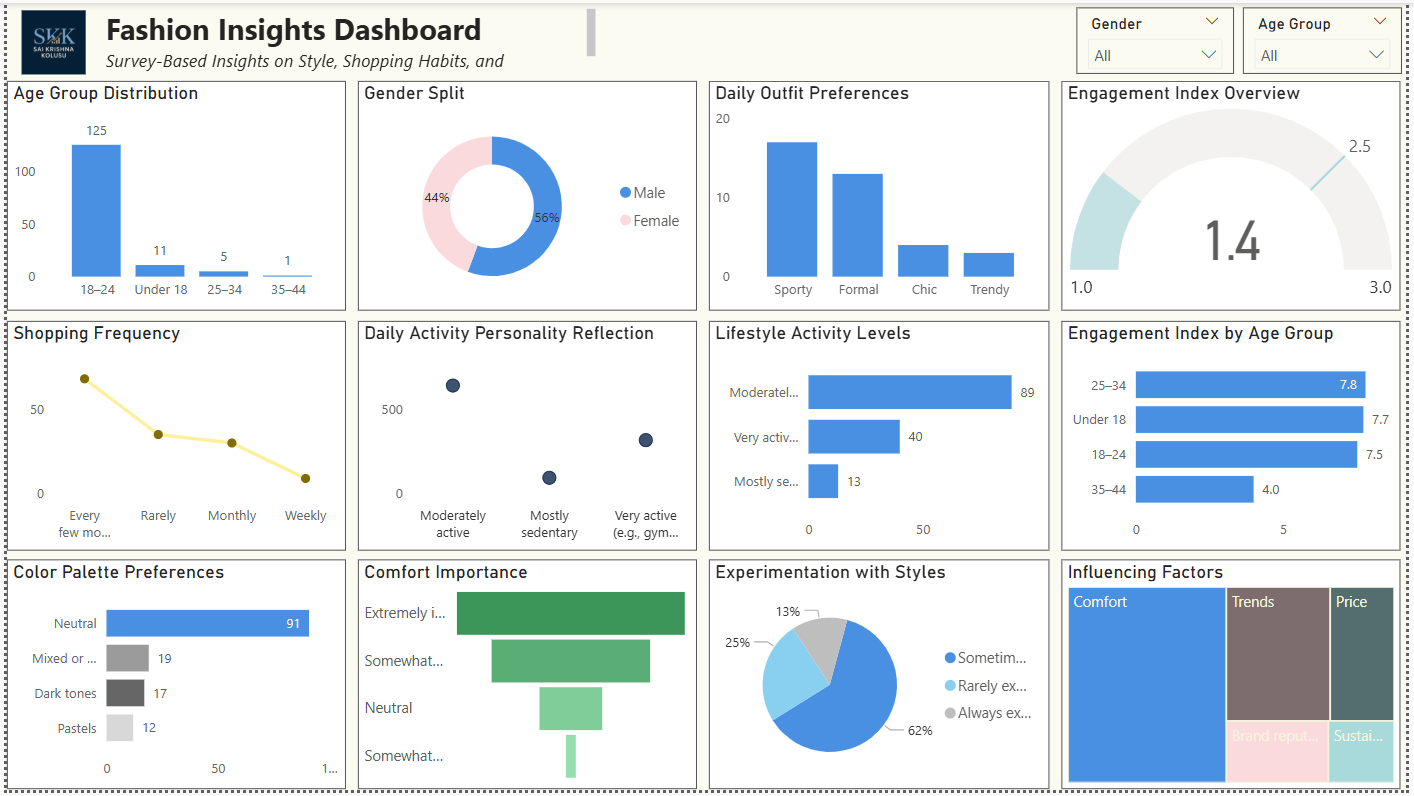 SKK
SAI KRISHNA
KOLUSU
Fashion Insights Dashboard
Survey-Based Insights on Style, Shopping Habits, and
Gender
All
Age Group
All
Age Group Distribution
125
100
11
50
5
1
0
18–24
Under 18
25–34
35–44
Gender Split
44%
56%
Male
Female
Daily Outfit Preferences
20
10
0
Sporty
Formal
Chic
Trendy
Engagement Index Overview
2.5
1.4
1.0
3.0
Shopping Frequency
50
0
Every
few mo...
Rarely
Monthly
Weekly
Daily Activity Personality Reflection
500
0
Moderately
active
Mostly
sedentary
Very active
(e.g., gym...
Lifestyle Activity Levels
Moderatel...
89
Very activ...
40
Mostly se...
13
0
50
Engagement Index by Age Group
25–34
7.8
Under 18
7.7
18–24
7.5
35–44
4.0
0
5
Color Palette Preferences
Neutral
91
Mixed or ...
19
Dark tones
17
Pastels
12
0
50
1...
Comfort Importance
Extremely i...
Somewhat...
Neutral
Somewhat...
Experimentation with Styles
13%
25%
62%
Sometim...
Rarely ex...
Always ex...
Influencing Factors
Comfort
Trends
Price
Brand reput...
Sustai...